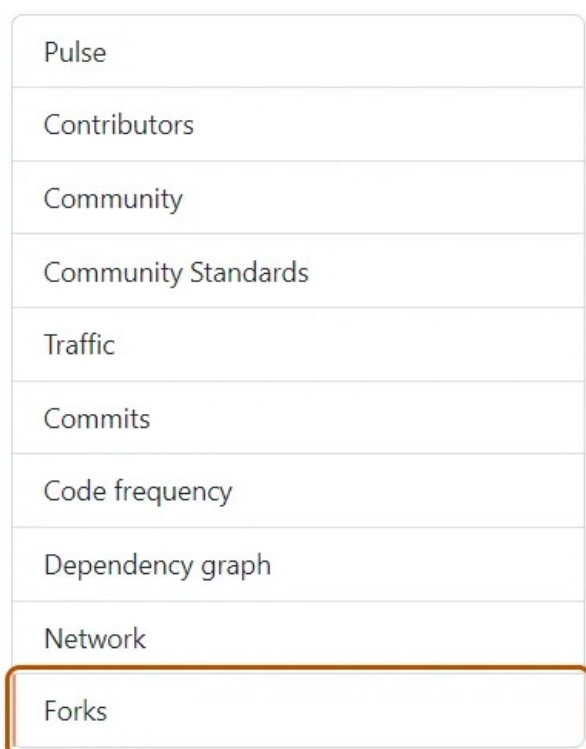 Pulse
Contributors
Community
Community Standards
Traffic
Commits
Code frequency
Dependency graph
Network
Forks